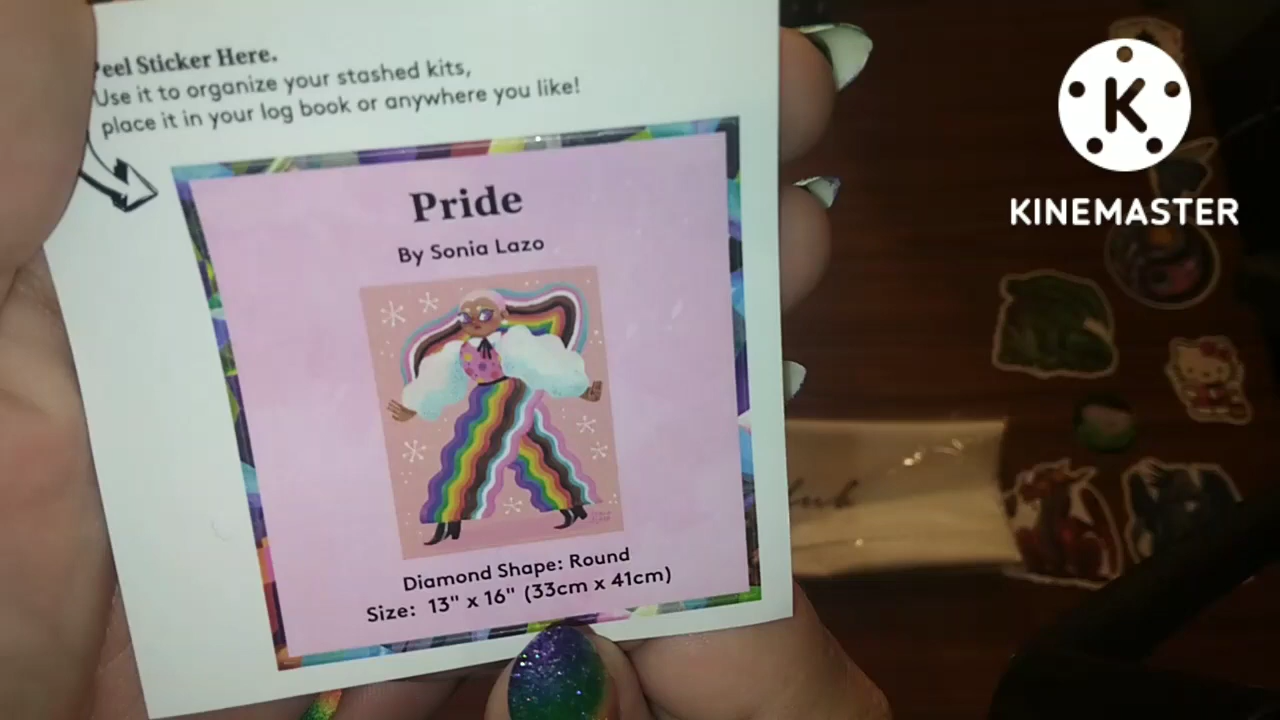 Peel Sticker Here.
Use it to organize your stashed kits,
place it in your log book or anywhere you like!
Pride
By Sonia Lazo
Diamond Shape: Round
Size: 13" x 16" (33cm x 41cm)
K
KINEMASTER